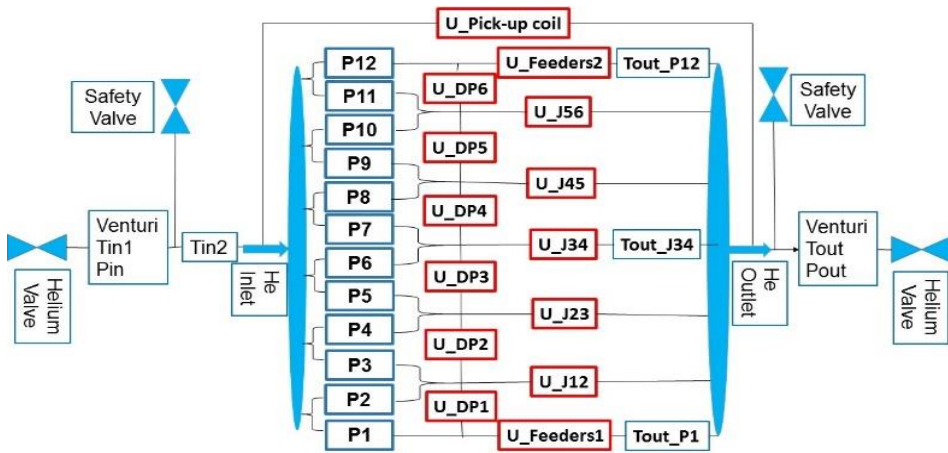 U_Pick-up coil
Safety
Valve
P12
U_Feeders2
Tout_P12
Safety
Valve
U_DP6
P11
U_J56
P10
U_DP5
P9
U_J45
P8
U_DP4
Venturi
Tin1
Pin
Tin2
P7
U_J34
Tout_J34
Venturi
Tout
Pout
P6
U_DP3
Helium
Valve
He
Inlet
He
Outlet
Helium
Valve
P5
U_J23
P4
U_DP2
P3
U_J12
P2
U_DP1
P1
U_Feeders1
Tout_P1